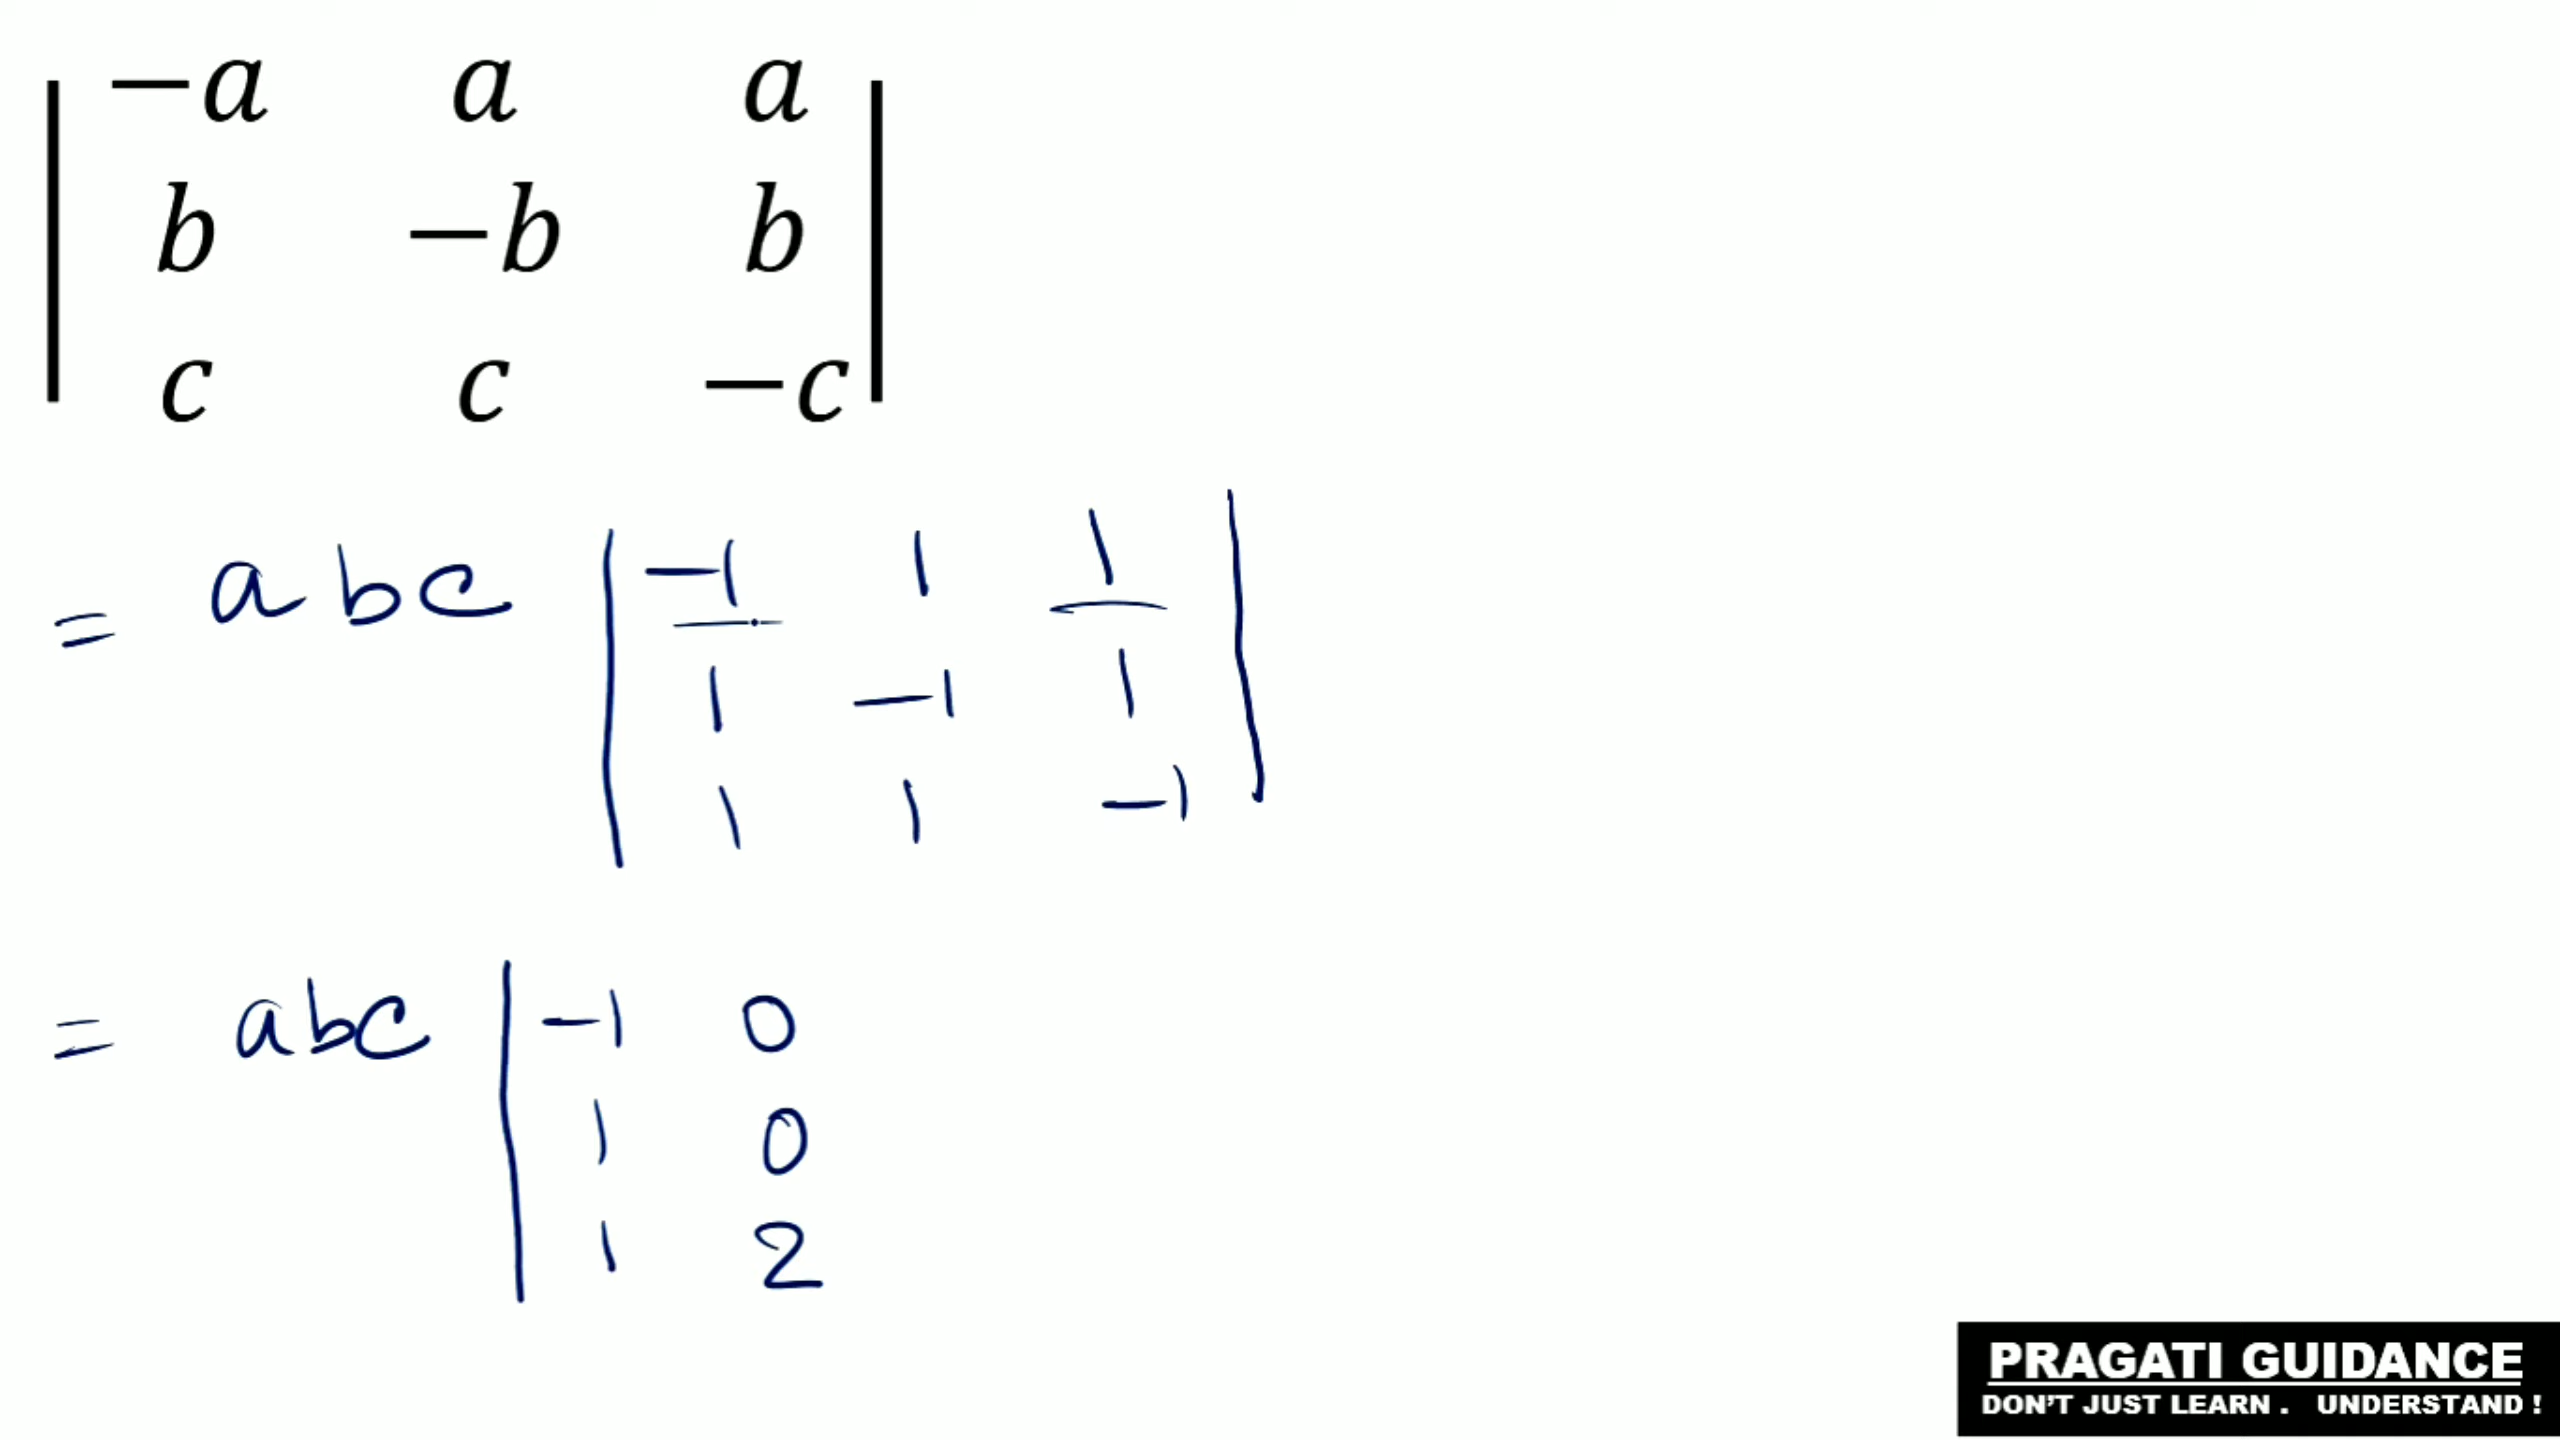 | −a a a |
| b −b b |
| c c −c |
= abc | −1 1 1 |
| 1 −1 1 |
| 1 1 −1 |
= abc | −1 0
| 1 0
| 1 2
PRAGATI GUIDANCE
DON'T JUST LEARN . UNDERSTAND !